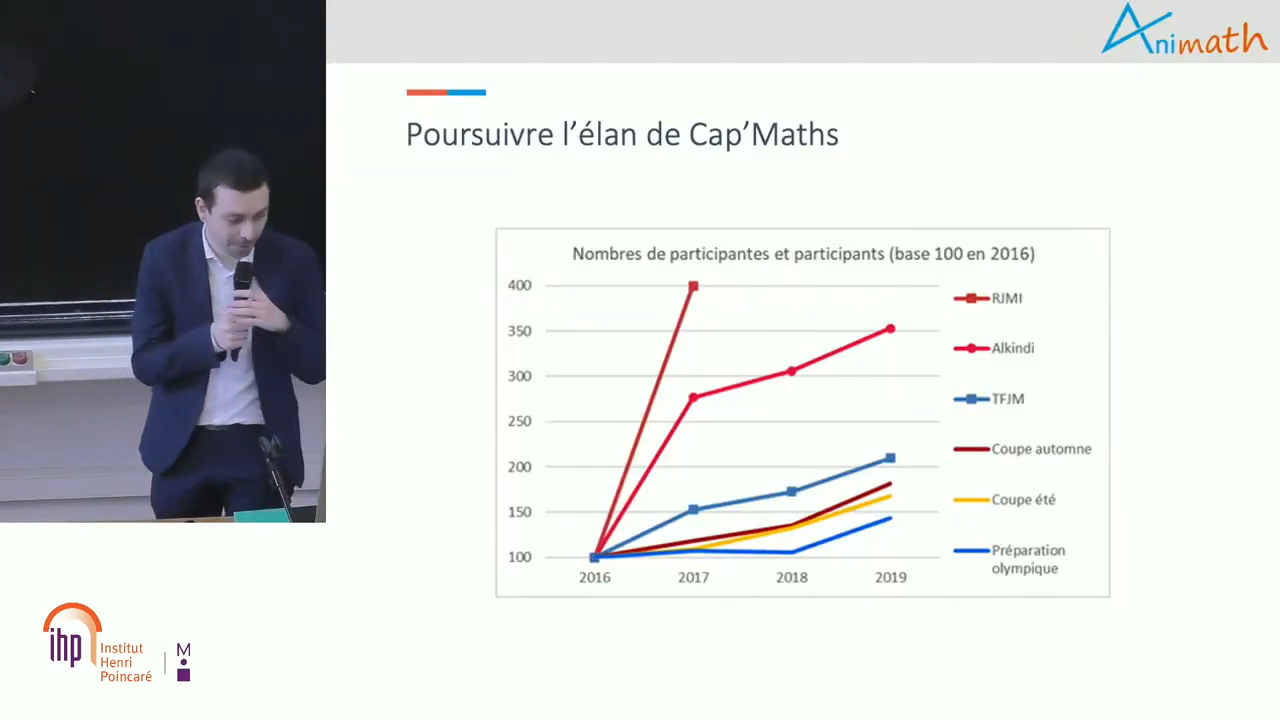 Animath
Poursuivre l’élan de Cap’Maths
Nombres de participantes et participants (base 100 en 2016)
400
350
300
250
200
150
100
2016 2017 2018 2019
RJMI
Alkindi
TFJM
Coupe automne
Coupe été
Préparation
olympique
ihp
Institut
Henri
Poincaré
M